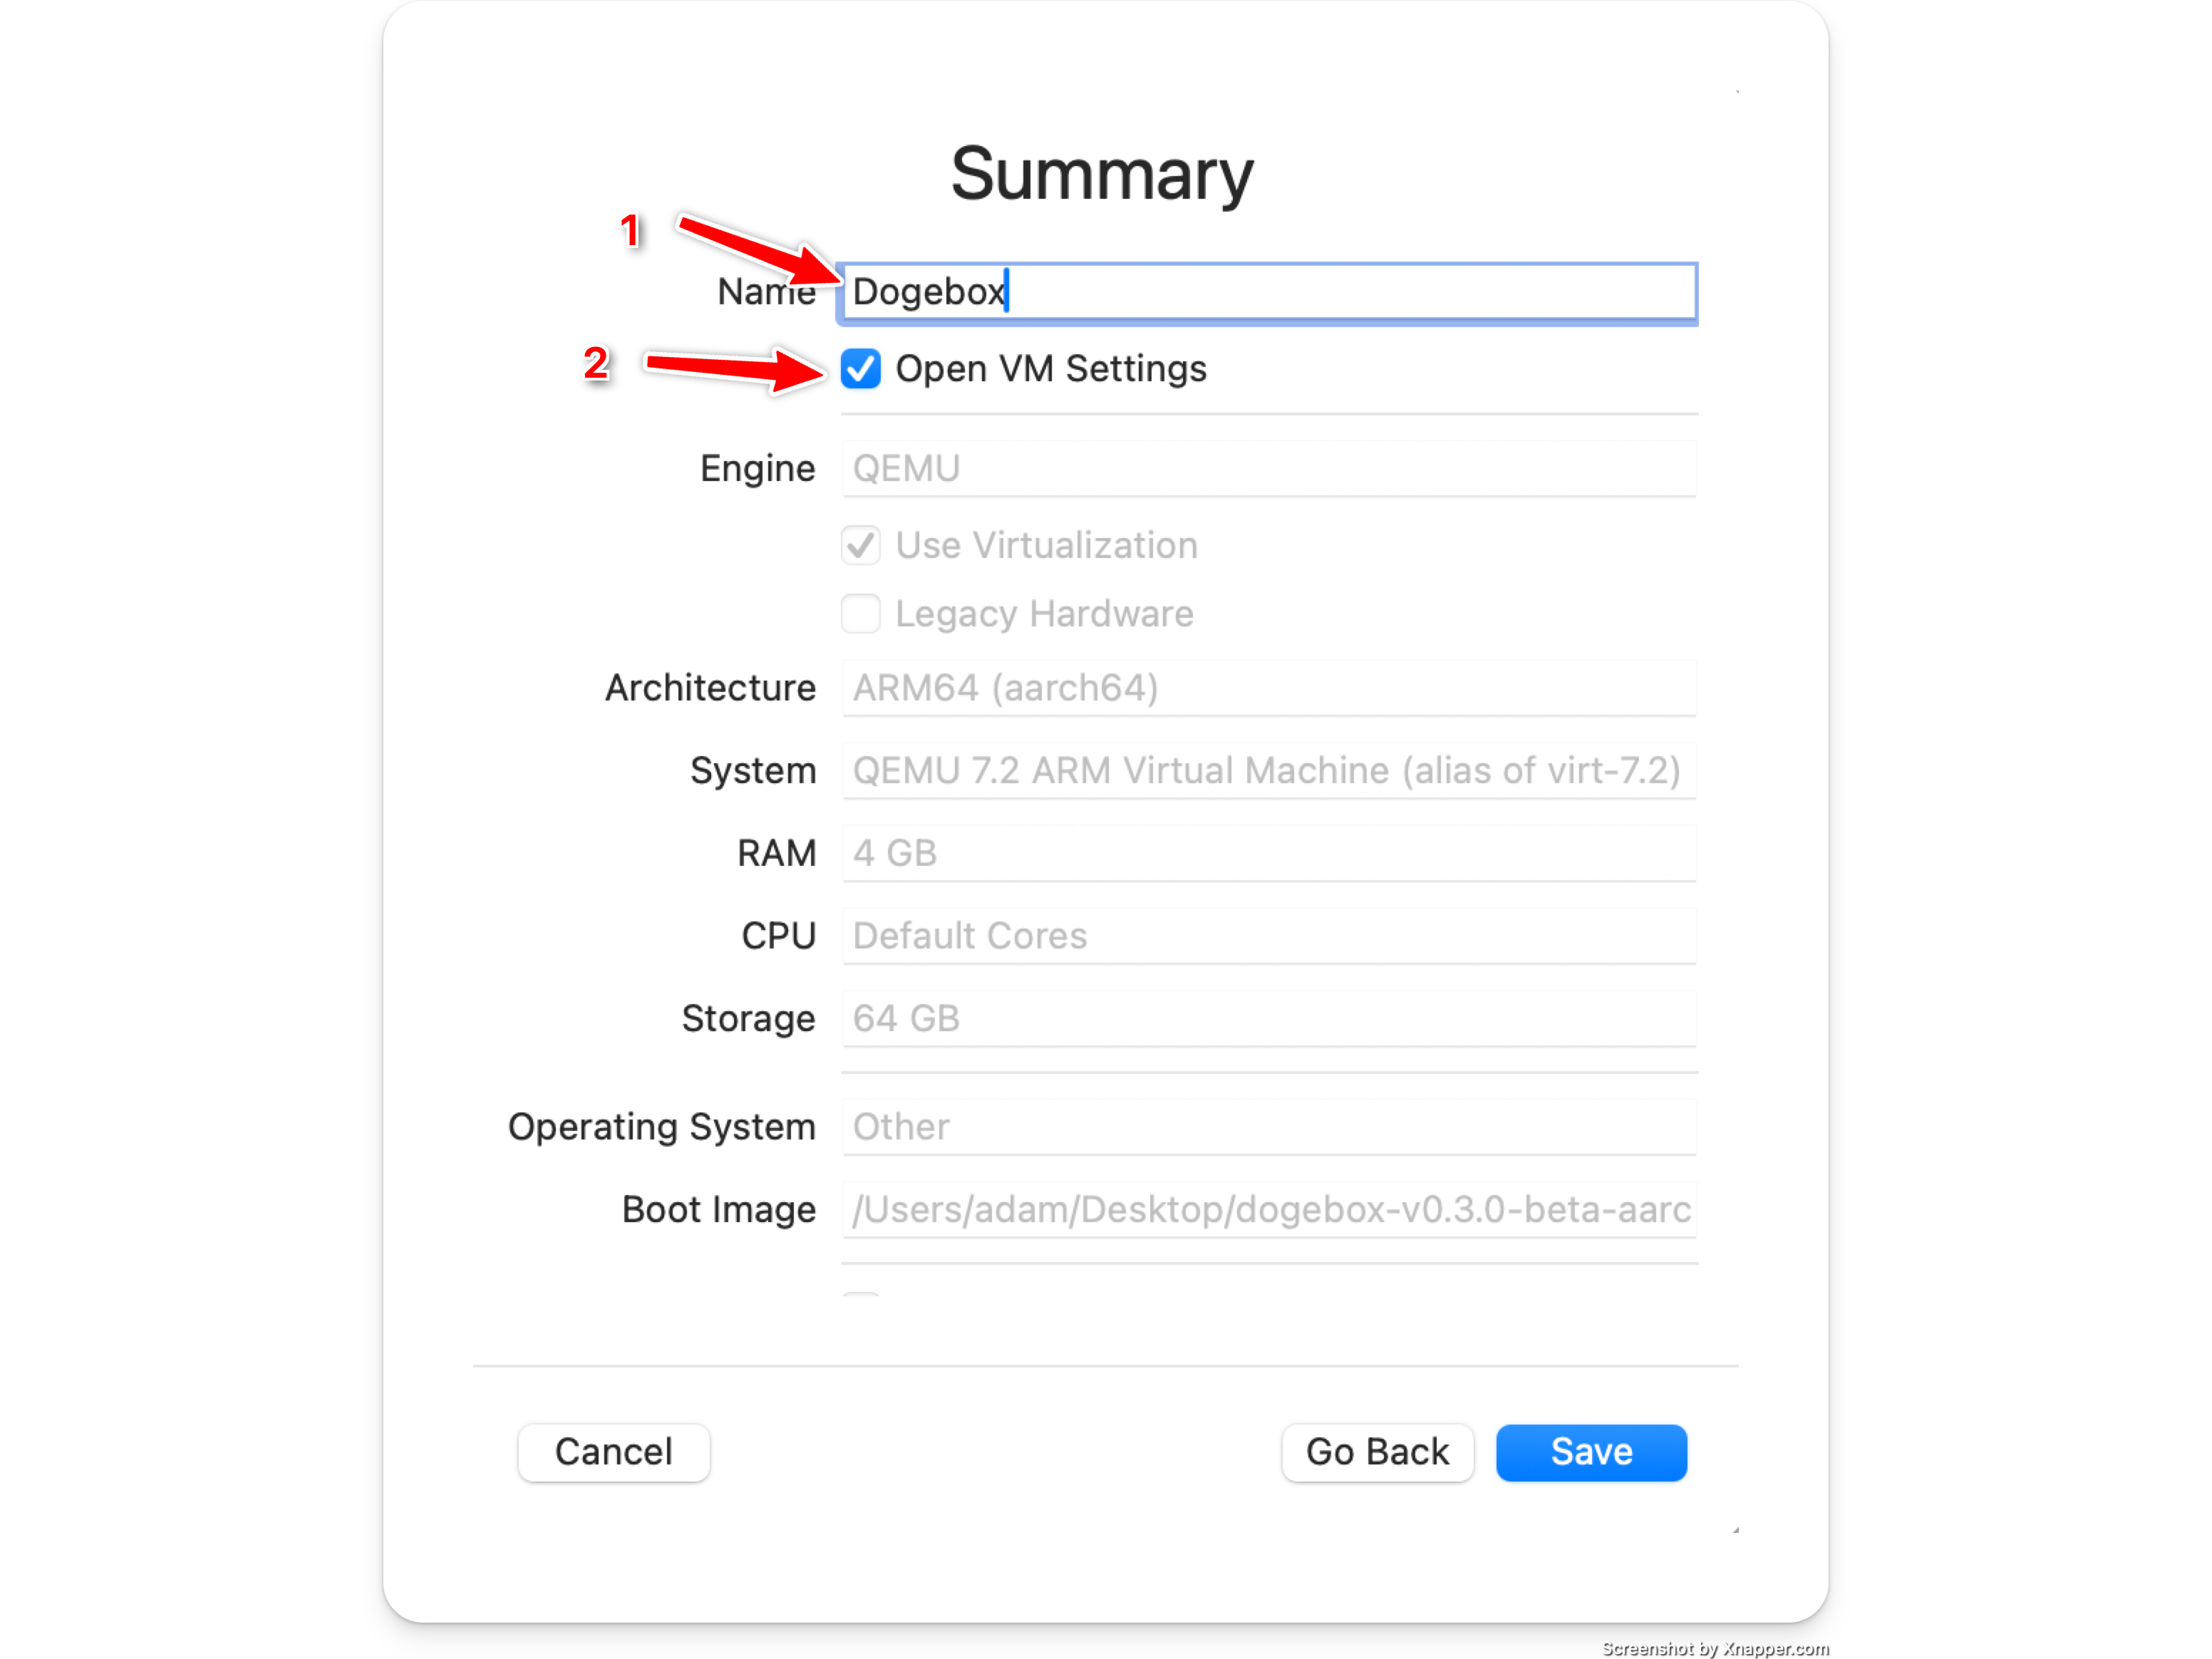 Summary
1
Name Dogebox
2
Open VM Settings
Engine QEMU
Use Virtualization
Legacy Hardware
Architecture ARM64 (aarch64)
System QEMU 7.2 ARM Virtual Machine (alias of virt-7.2)
RAM 4 GB
CPU Default Cores
Storage 64 GB
Operating System Other
Boot Image /Users/adam/Desktop/dogebox-v0.3.0-beta-aarc
Cancel Go Back Save
Screenshot by Xnapper.com